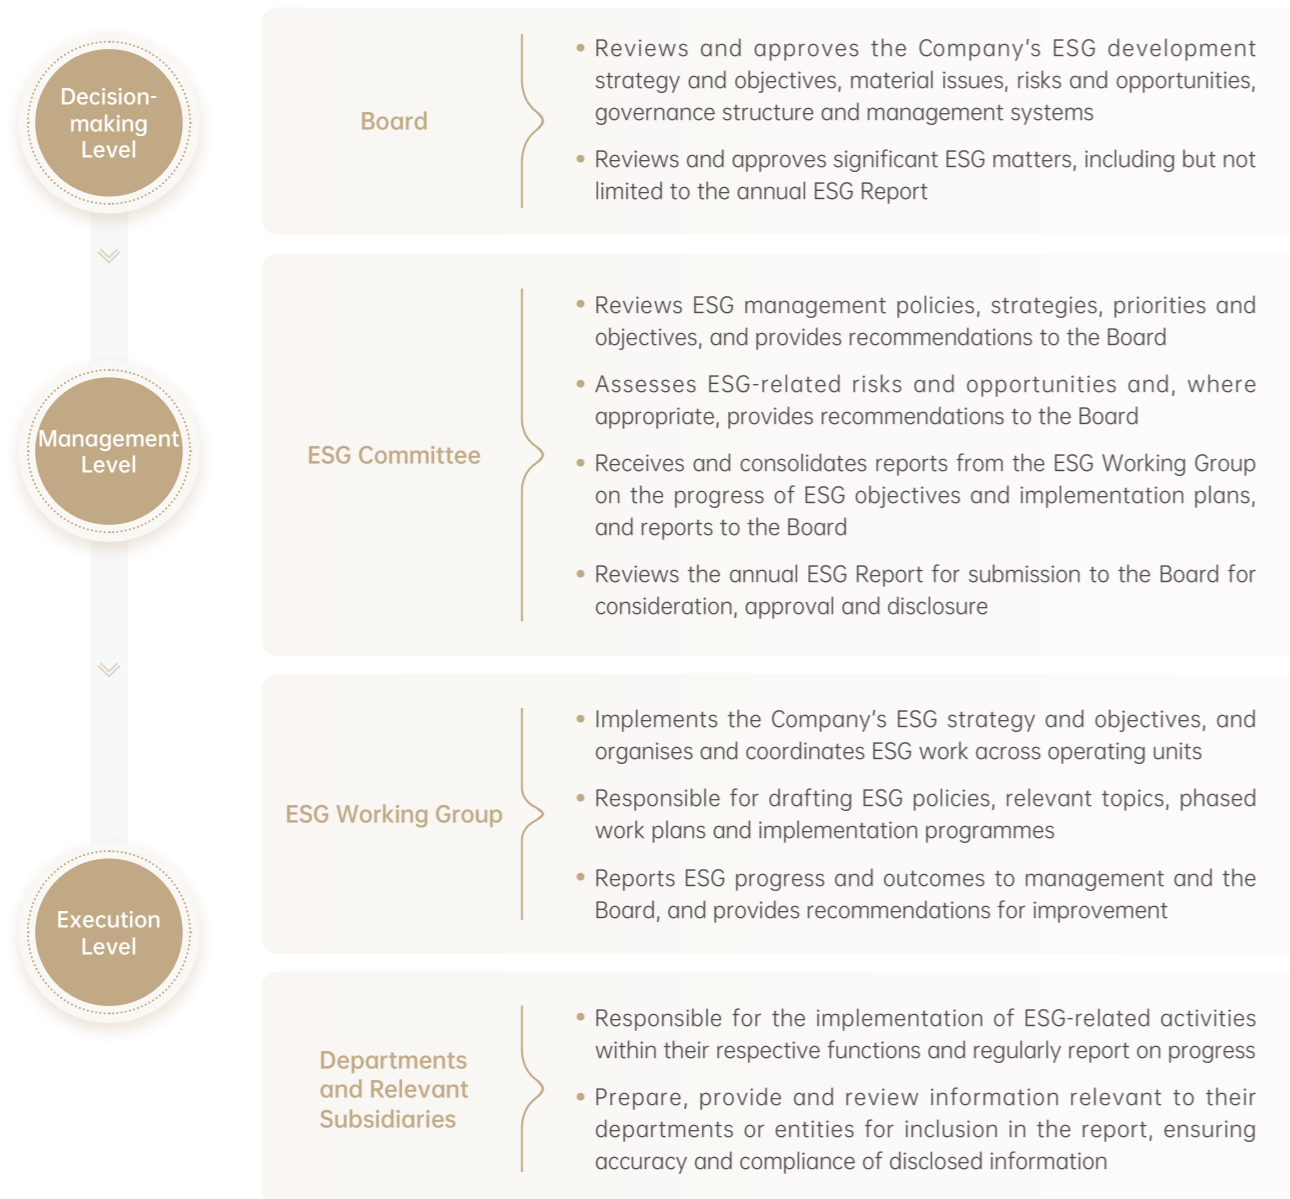 Decision-
making
Level
Board
• Reviews and approves the Company's ESG development
strategy and objectives, material issues, risks and opportunities,
governance structure and management systems
• Reviews and approves significant ESG matters, including but not
limited to the annual ESG Report
Management
Level
ESG Committee
• Reviews ESG management policies, strategies, priorities and
objectives, and provides recommendations to the Board
• Assesses ESG-related risks and opportunities and, where
appropriate, provides recommendations to the Board
• Receives and consolidates reports from the ESG Working Group
on the progress of ESG objectives and implementation plans,
and reports to the Board
• Reviews the annual ESG Report for submission to the Board for
consideration, approval and disclosure
Execution
Level
ESG Working Group
• Implements the Company's ESG strategy and objectives, and
organises and coordinates ESG work across operating units
• Responsible for drafting ESG policies, relevant topics, phased
work plans and implementation programmes
• Reports ESG progress and outcomes to management and the
Board, and provides recommendations for improvement
Departments
and Relevant
Subsidiaries
• Responsible for the implementation of ESG-related activities
within their respective functions and regularly report on progress
• Prepare, provide and review information relevant to their
departments or entities for inclusion in the report, ensuring
accuracy and compliance of disclosed information